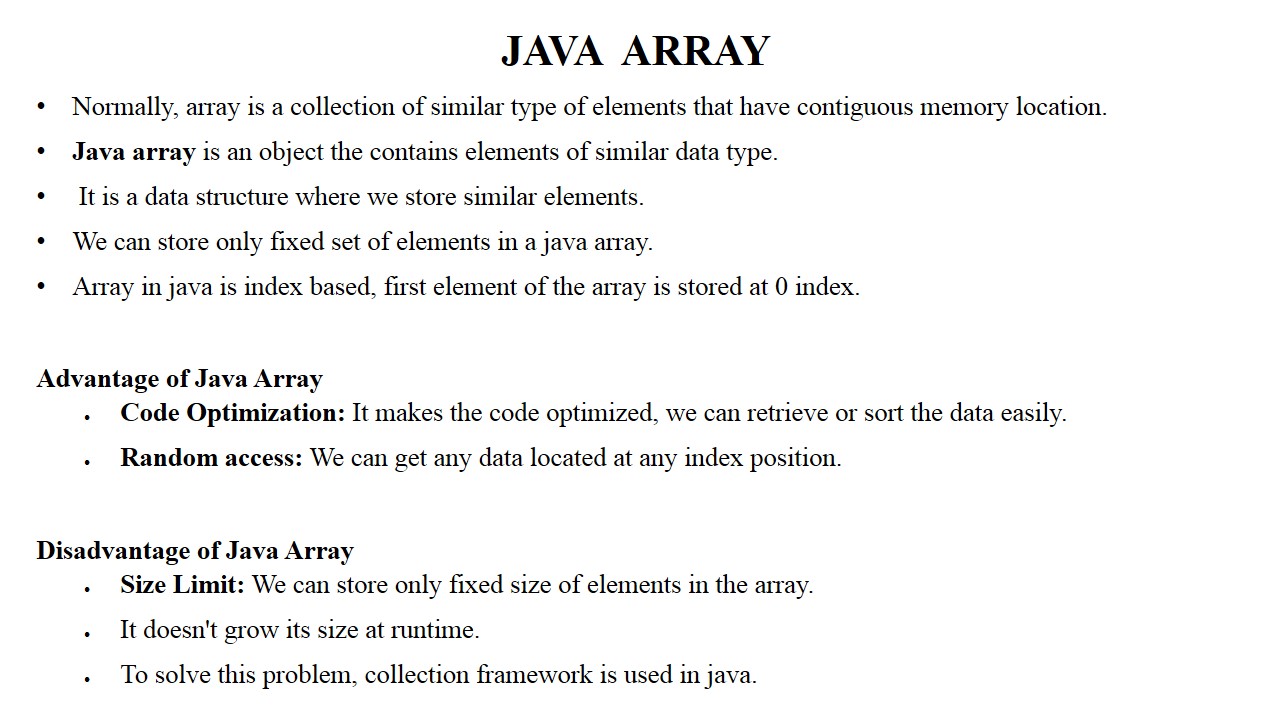 JAVA ARRAY
• Normally, array is a collection of similar type of elements that have contiguous memory location.
• Java array is an object the contains elements of similar data type.
• It is a data structure where we store similar elements.
• We can store only fixed set of elements in a java array.
• Array in java is index based, first element of the array is stored at 0 index.
Advantage of Java Array
• Code Optimization: It makes the code optimized, we can retrieve or sort the data easily.
• Random access: We can get any data located at any index position.
Disadvantage of Java Array
• Size Limit: We can store only fixed size of elements in the array.
• It doesn't grow its size at runtime.
• To solve this problem, collection framework is used in java.